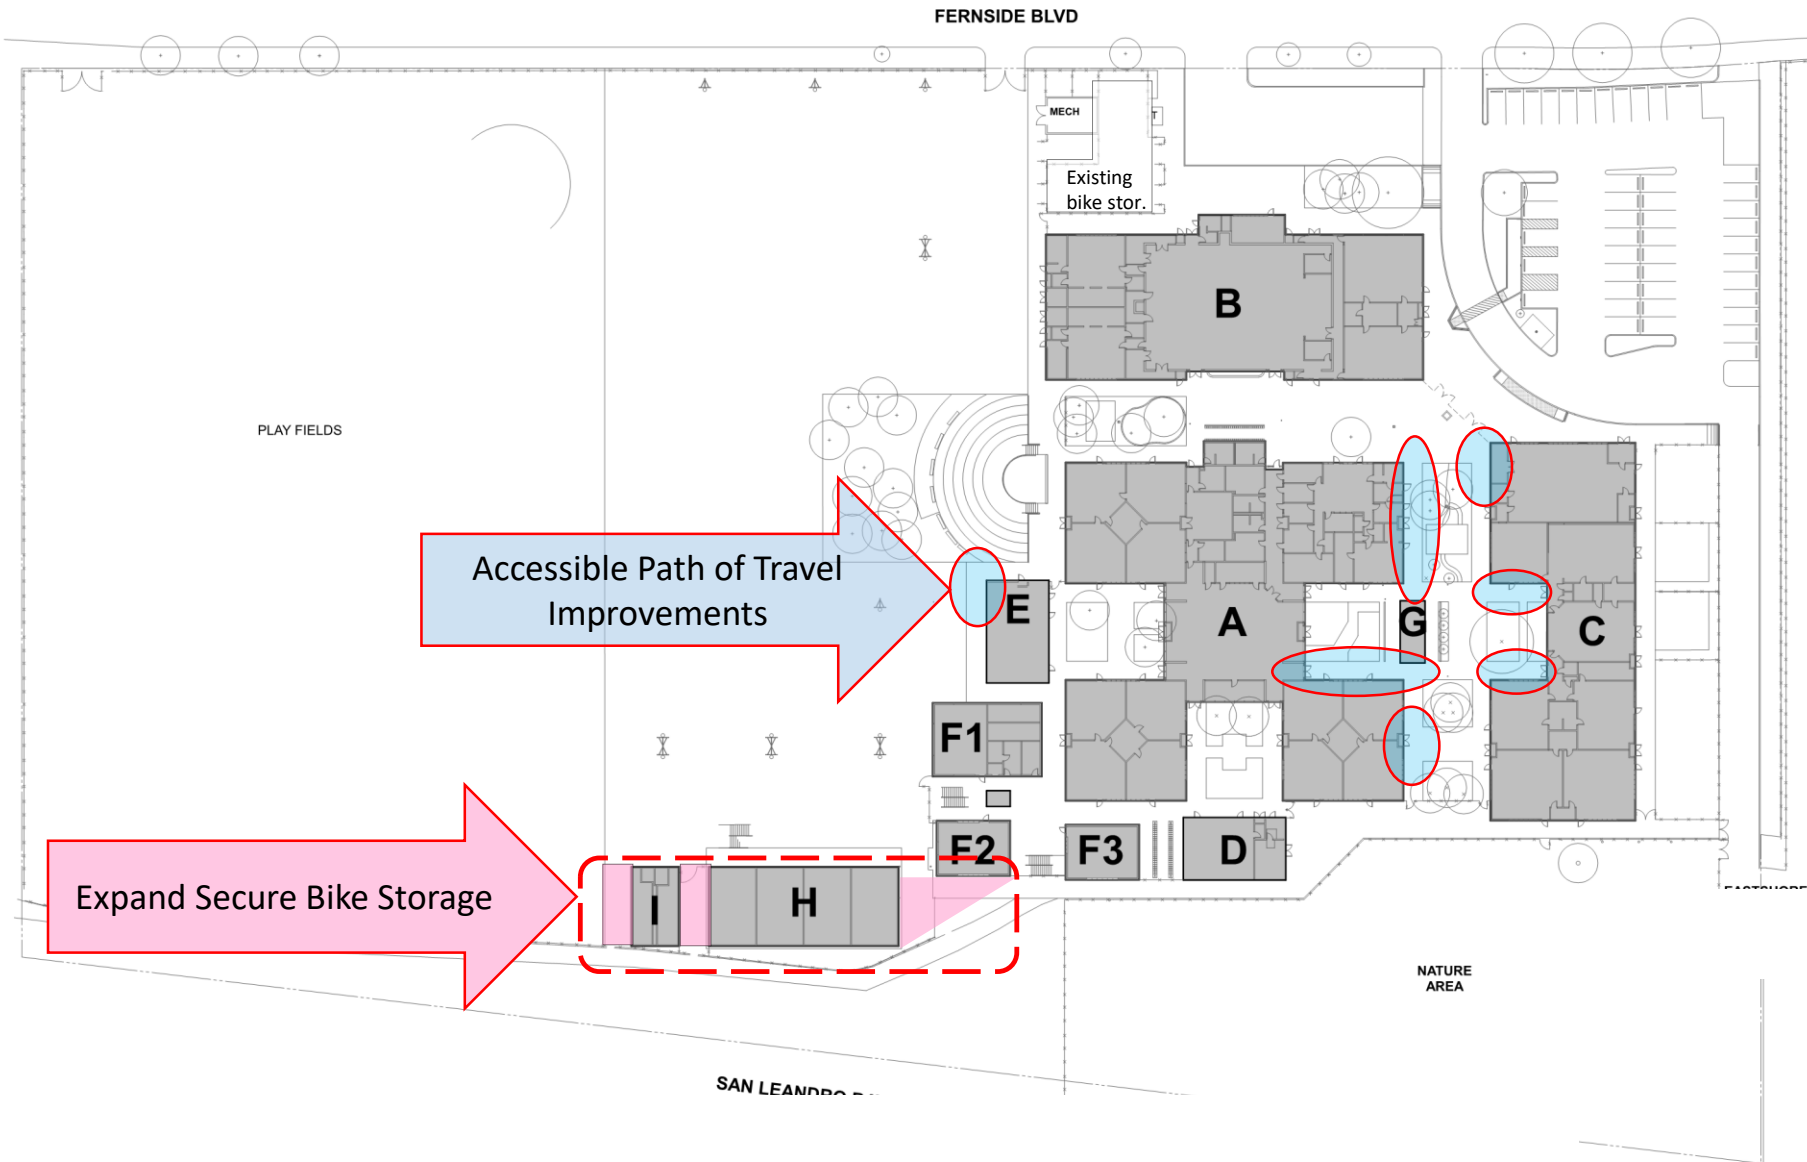 FERNSIDE BLVD
MECH
T
Existing
bike stor.
B
PLAY FIELDS
Accessible Path of Travel
Improvements
E
A
G
C
F1
F2
F3
D
Expand Secure Bike Storage
I
H
NATURE
AREA
SAN LEANDRO